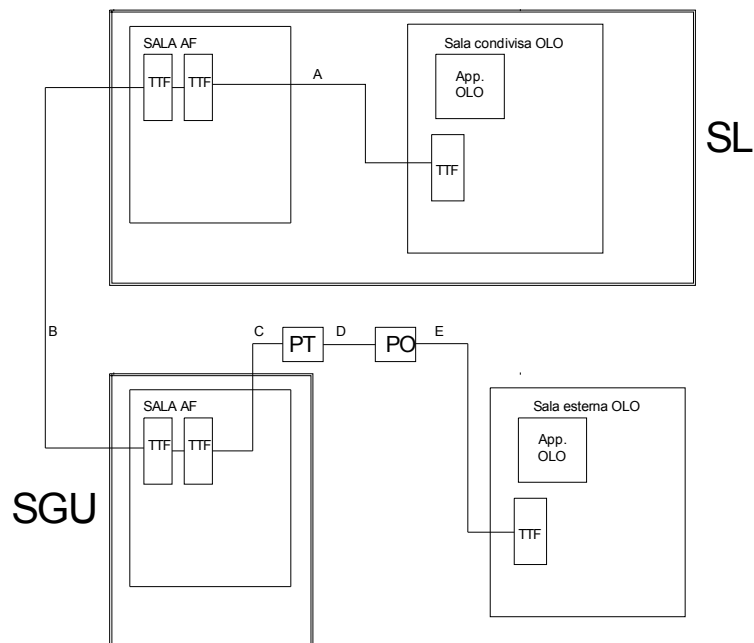 SALA AF
TTF
TTF
A
Sala condivisa OLO
App.
OLO
TTF
SL
B
C
PT
D
PO
E
SALA AF
TTF
TTF
SGU
Sala esterna OLO
App.
OLO
TTF